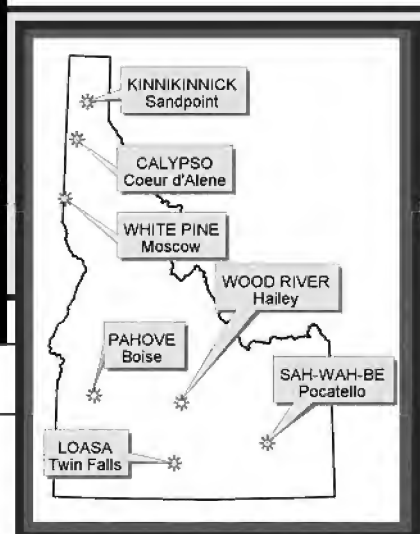 KINNIKINNICK
Sandpoint
CALYPSO
Coeur d'Alene
WHITE PINE
Moscow
WOOD RIVER
Hailey
PAHOVE
Boise
SAH-WAH-BE
Pocatello
LOASA
Twin Falls